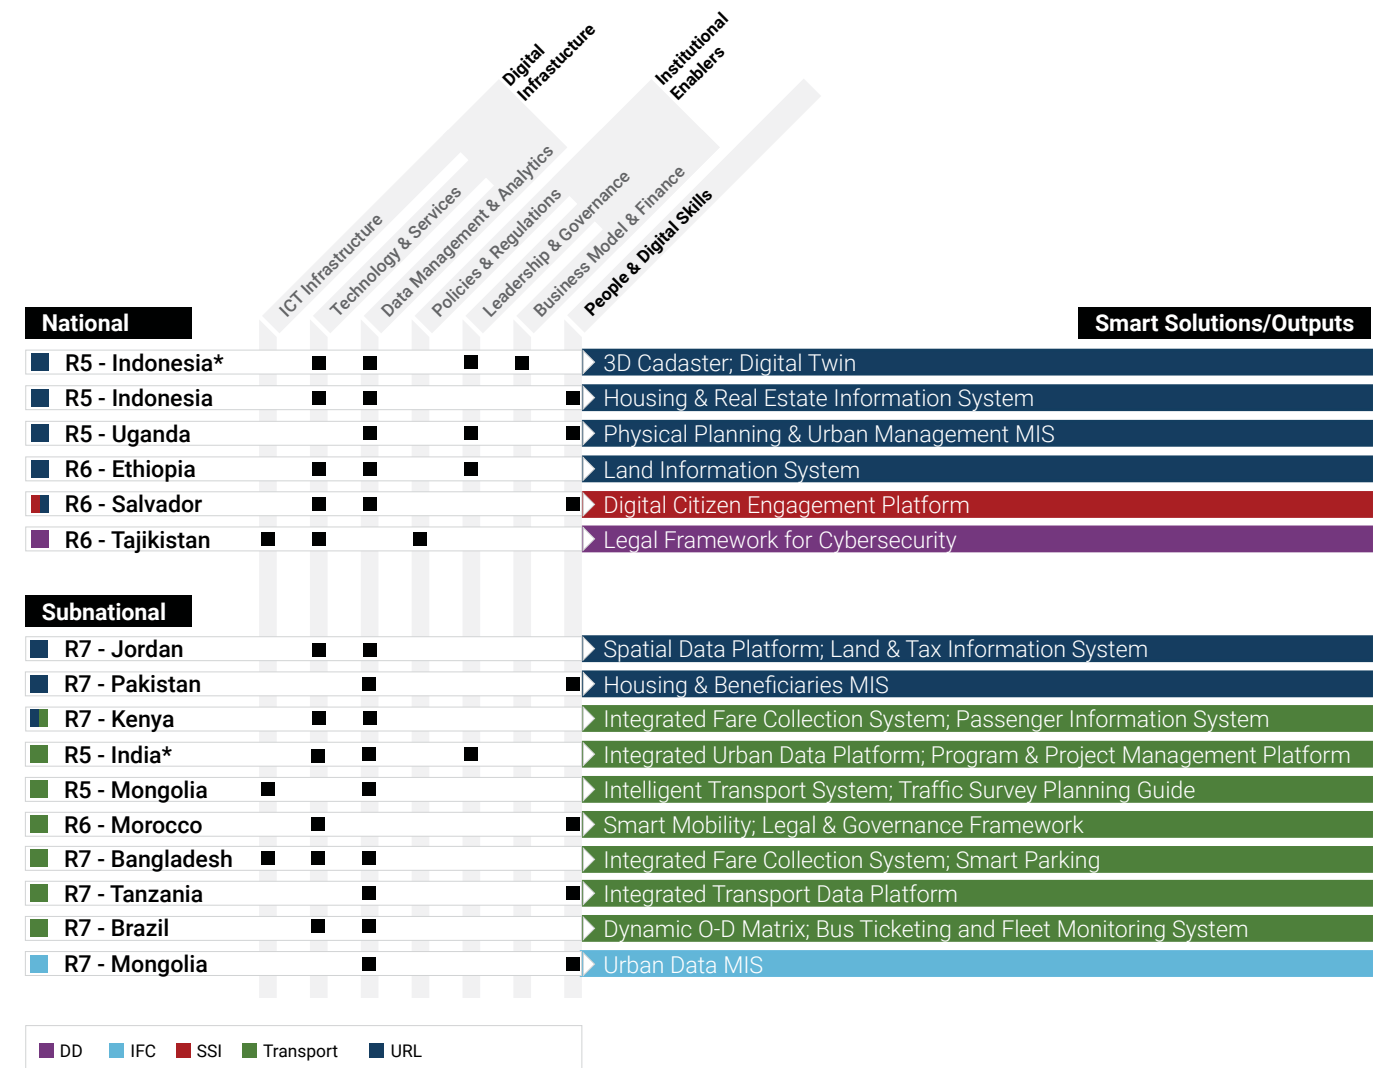 Digital
Infrastucture
Institutional
Enablers
ICT Infrastructure
Technology & Services
Data Management & Analytics
Policies & Regulations
Leadership & Governance
Business Model & Finance
People & Digital Skills
National
Smart Solutions/Outputs
R5 - Indonesia* 3D Cadaster; Digital Twin
R5 - Indonesia Housing & Real Estate Information System
R5 - Uganda Physical Planning & Urban Management MIS
R6 - Ethiopia Land Information System
R6 - Salvador Digital Citizen Engagement Platform
R6 - Tajikistan Legal Framework for Cybersecurity
Subnational
R7 - Jordan Spatial Data Platform; Land & Tax Information System
R7 - Pakistan Housing & Beneficiaries MIS
R7 - Kenya Integrated Fare Collection System; Passenger Information System
R5 - India* Integrated Urban Data Platform; Program & Project Management Platform
R5 - Mongolia Intelligent Transport System; Traffic Survey Planning Guide
R6 - Morocco Smart Mobility; Legal & Governance Framework
R7 - Bangladesh Integrated Fare Collection System; Smart Parking
R7 - Tanzania Integrated Transport Data Platform
R7 - Brazil Dynamic O-D Matrix; Bus Ticketing and Fleet Monitoring System
R7 - Mongolia Urban Data MIS
DD IFC SSI Transport URL